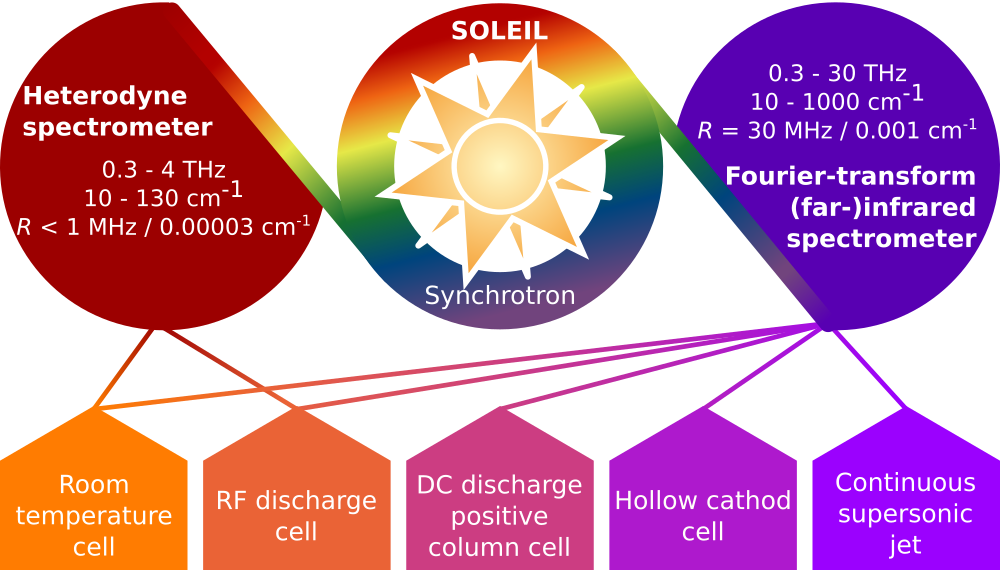 SOLEIL
Synchrotron
Heterodyne
spectrometer
0.3 - 4 THz
10 - 130 cm⁻¹
R < 1 MHz / 0.00003 cm⁻¹
0.3 - 30 THz
10 - 1000 cm⁻¹
R = 30 MHz / 0.001 cm⁻¹
Fourier-transform
(far-)infrared
spectrometer
Room
temperature
cell
RF discharge
cell
DC discharge
positive
column cell
Hollow cathod
cell
Continuous
supersonic
jet